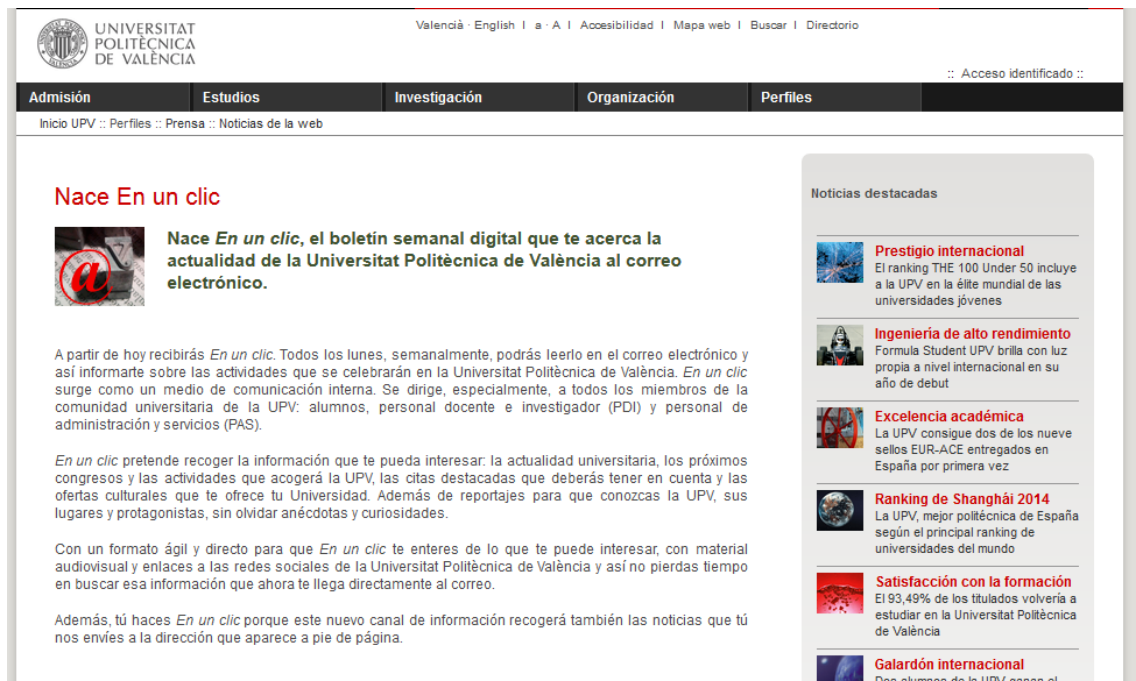 UNIVERSITAT
POLITÈCNICA
DE VALÈNCIA
Valencià · English I a · A I Accesibilidad I Mapa web I Buscar I Directorio
:: Acceso identificado ::
Admisión Estudios Investigación Organización Perfiles
Inicio UPV :: Perfiles :: Prensa :: Noticias de la web
Nace En un clic
Nace En un clic, el boletín semanal digital que te acerca la
actualidad de la Universitat Politècnica de València al correo
electrónico.
A partir de hoy recibirás En un clic. Todos los lunes, semanalmente, podrás leerlo en el correo electrónico y
así informarte sobre las actividades que se celebrarán en la Universitat Politècnica de València. En un clic
surge como un medio de comunicación interna. Se dirige, especialmente, a todos los miembros de la
comunidad universitaria de la UPV: alumnos, personal docente e investigador (PDI) y personal de
administración y servicios (PAS).
En un clic pretende recoger la información que te pueda interesar: la actualidad universitaria, los próximos
congresos y las actividades que acogerá la UPV, las citas destacadas que deberás tener en cuenta y las
ofertas culturales que te ofrece tu Universidad. Además de reportajes para que conozcas la UPV, sus
lugares y protagonistas, sin olvidar anécdotas y curiosidades.
Con un formato ágil y directo para que En un clic te enteres de lo que te puede interesar, con material
audiovisual y enlaces a las redes sociales de la Universitat Politècnica de València y así no pierdas tiempo
en buscar esa información que ahora te llega directamente al correo.
Además, tú haces En un clic porque este nuevo canal de información recogerá también las noticias que tú
nos envíes a la dirección que aparece a pie de página.
Noticias destacadas
Prestigio internacional
El ranking THE 100 Under 50 incluye
a la UPV en la élite mundial de las
universidades jóvenes
Ingeniería de alto rendimiento
Formula Student UPV brilla con luz
propia a nivel internacional en su
año de debut
Excelencia académica
La UPV consigue dos de los nueve
sellos EUR-ACE entregados en
España por primera vez
Ranking de Shanghái 2014
La UPV, mejor politécnica de España
según el principal ranking de
universidades del mundo
Satisfacción con la formación
El 93,49% de los titulados volvería a
estudiar en la Universitat Politècnica
de València
Galardón internacional
Dos alumnos de la UPV ganan el